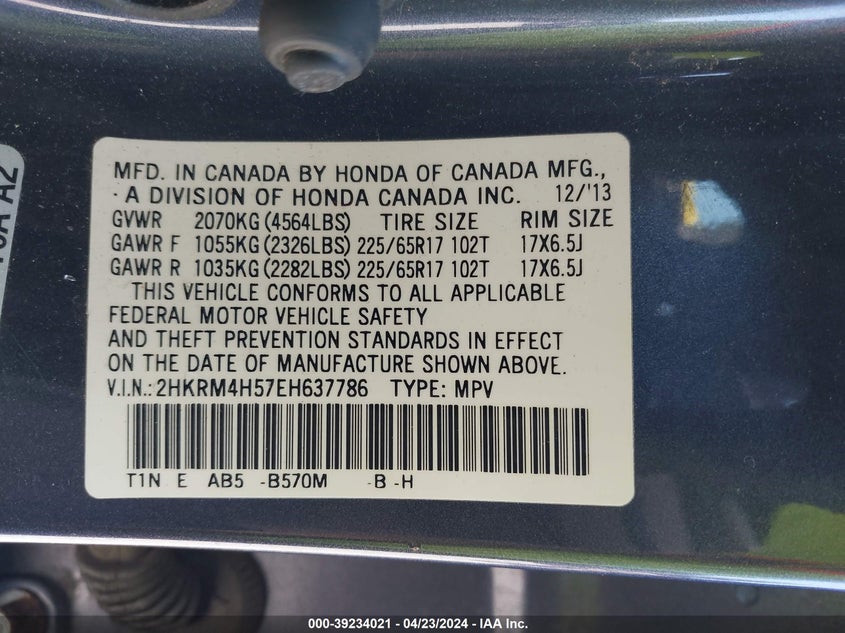 MFD. IN CANADA BY HONDA OF CANADA MFG.,
A DIVISION OF HONDA CANADA INC. 12/'13
GVWR 2070KG(4564LBS) TIRE SIZE RIM SIZE
GAWR F 1055KG(2326LBS) 225/65R17 102T 17X6.5J
GAWR R 1035KG(2282LBS) 225/65R17 102T 17X6.5J
THIS VEHICLE CONFORMS TO ALL APPLICABLE
FEDERAL MOTOR VEHICLE SAFETY
AND THEFT PREVENTION STANDARDS IN EFFECT
ON THE DATE OF MANUFACTURE SHOWN ABOVE.
V.I.N.:2HKRM4H57EH637786 TYPE: MPV
T1N E AB5 -B570M -B -H
A2
000-39234021 - 04/23/2024 - IAA Inc.